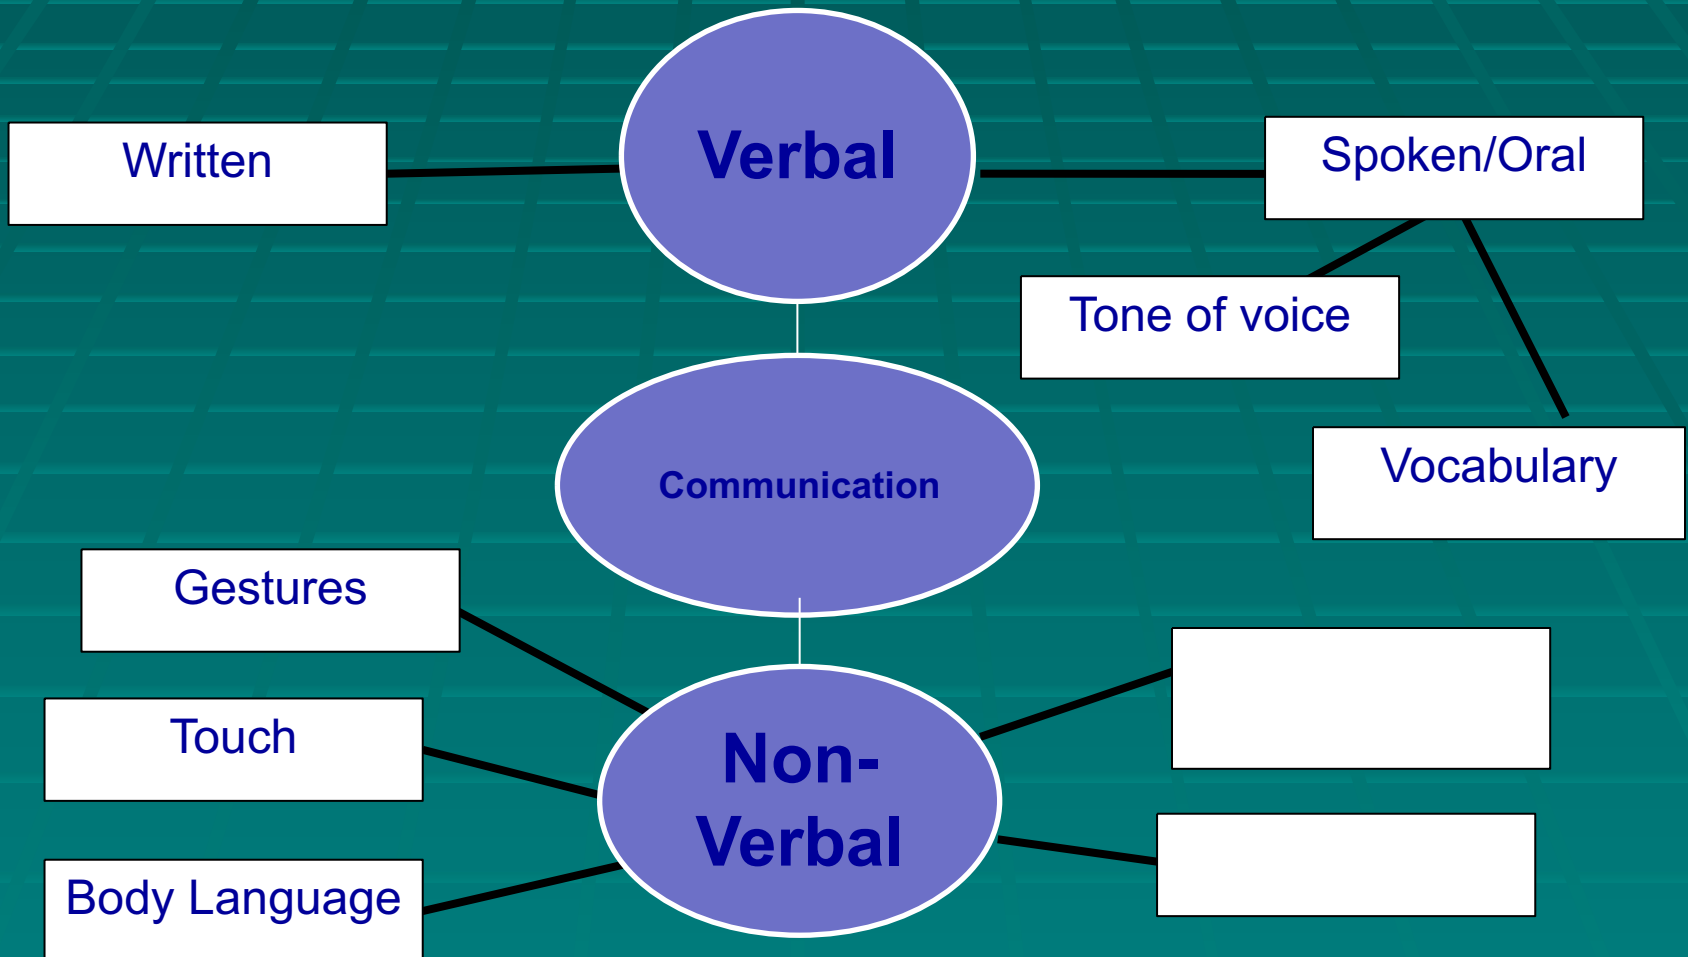 Verbal
Written
Spoken/Oral
Tone of voice
Vocabulary
Communication
Gestures
Touch
Body Language
Non-
Verbal